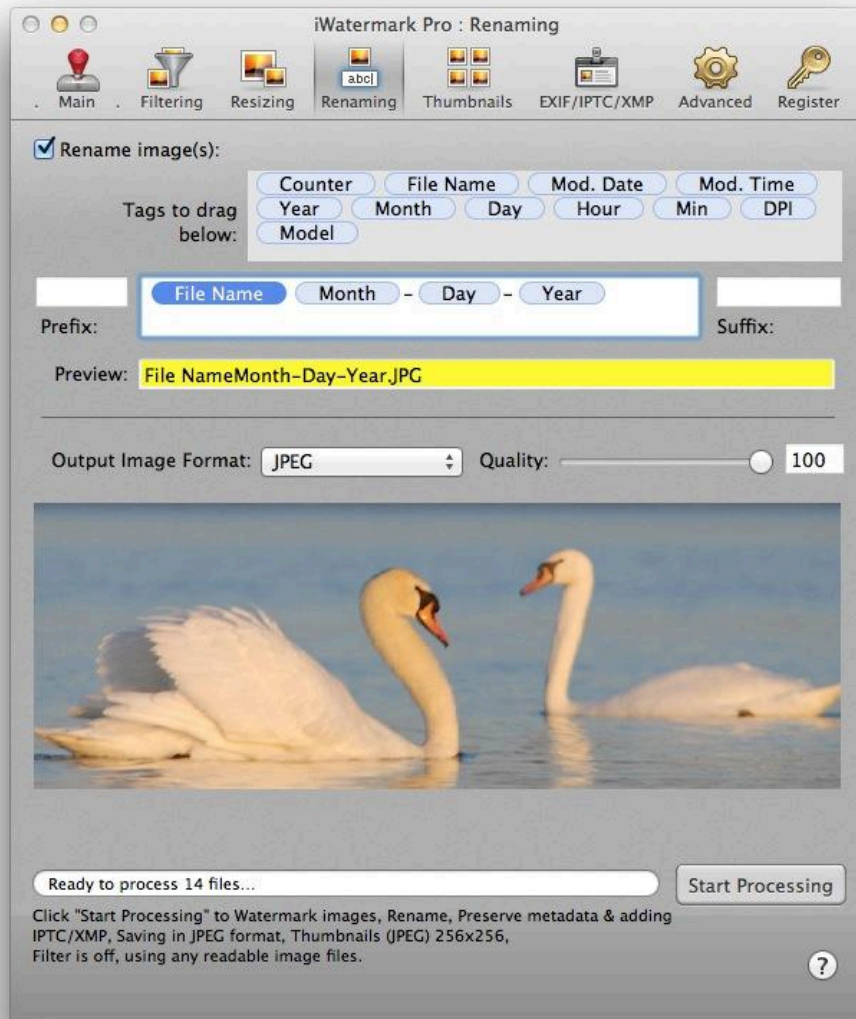 iWatermark Pro : Renaming
. Main . Filtering Resizing Renaming Thumbnails EXIF/IPTC/XMP Advanced Register
abc
Rename image(s):
Tags to drag below:
Counter File Name Mod. Date Mod. Time
Year Month Day Hour Min DPI
Model
File Name Month - Day - Year
Prefix: Suffix:
Preview: File NameMonth-Day-Year.JPG
Output Image Format: JPEG Quality: 100
Ready to process 14 files... Start Processing
Click "Start Processing" to Watermark images, Rename, Preserve metadata & adding
IPTC/XMP, Saving in JPEG format, Thumbnails (JPEG) 256x256,
Filter is off, using any readable image files.
?